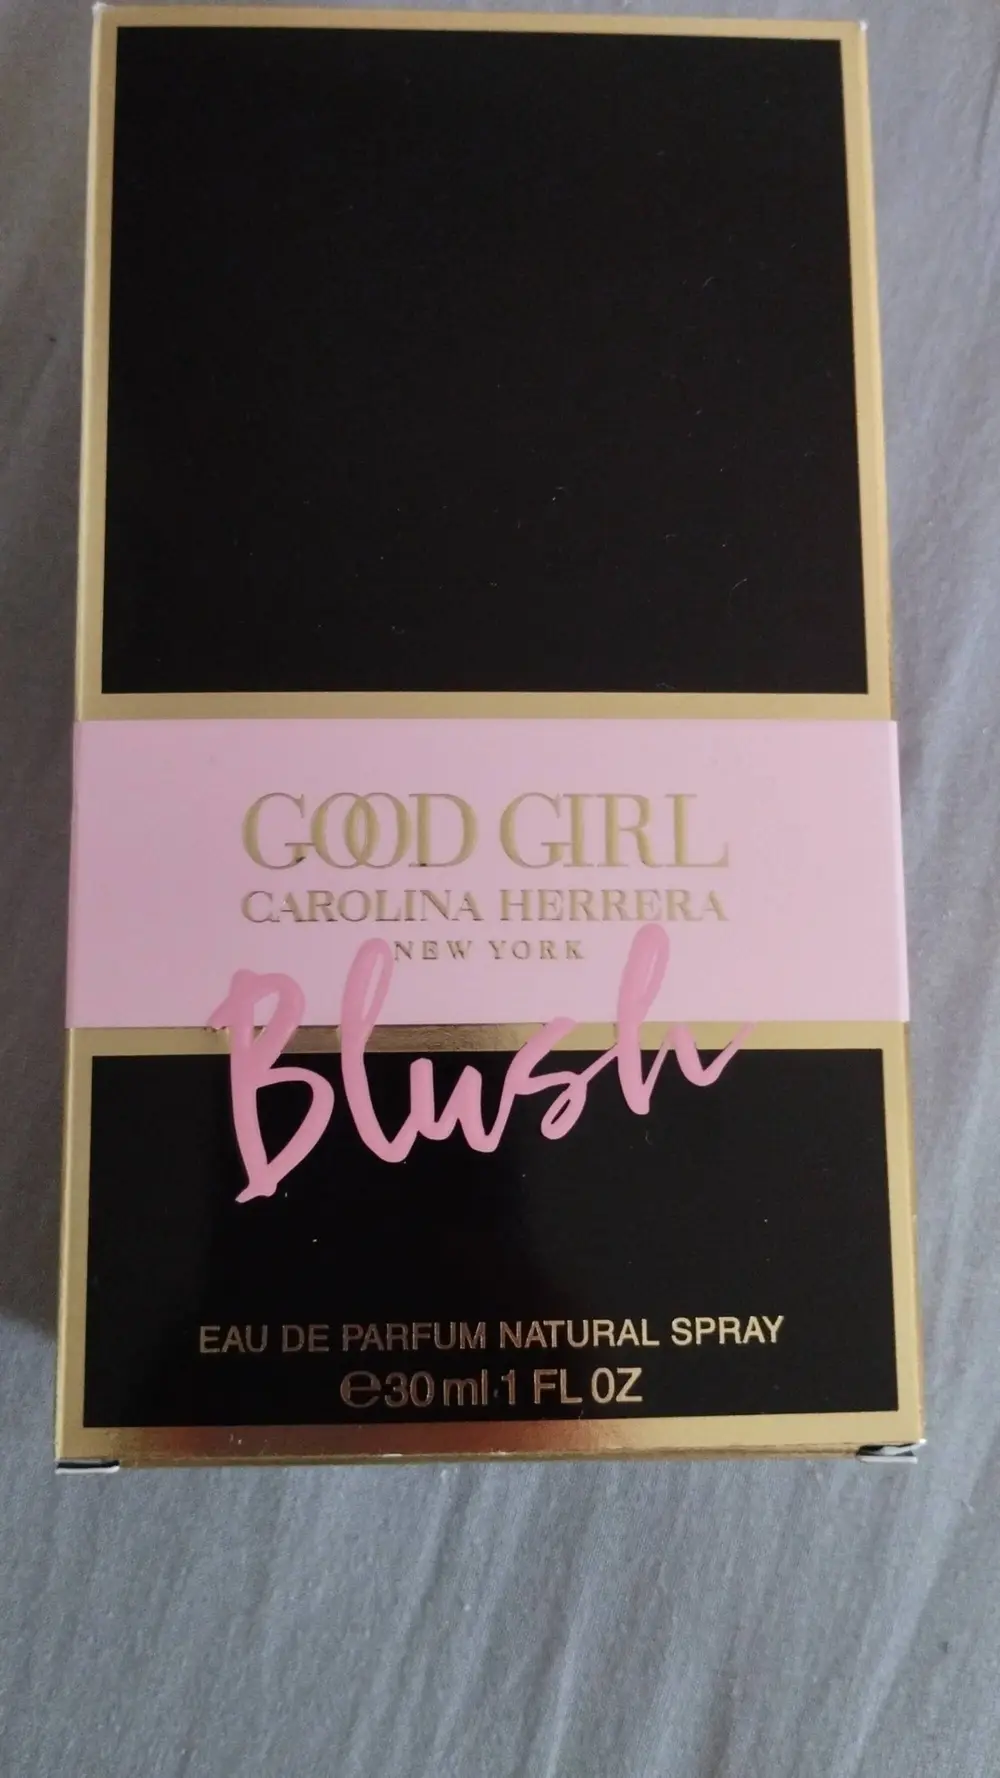 GOOD GIRL
CAROLINA HERRERA
NEW YORK
Blush
EAU DE PARFUM NATURAL SPRAY
℮30 ml·1 FL OZ